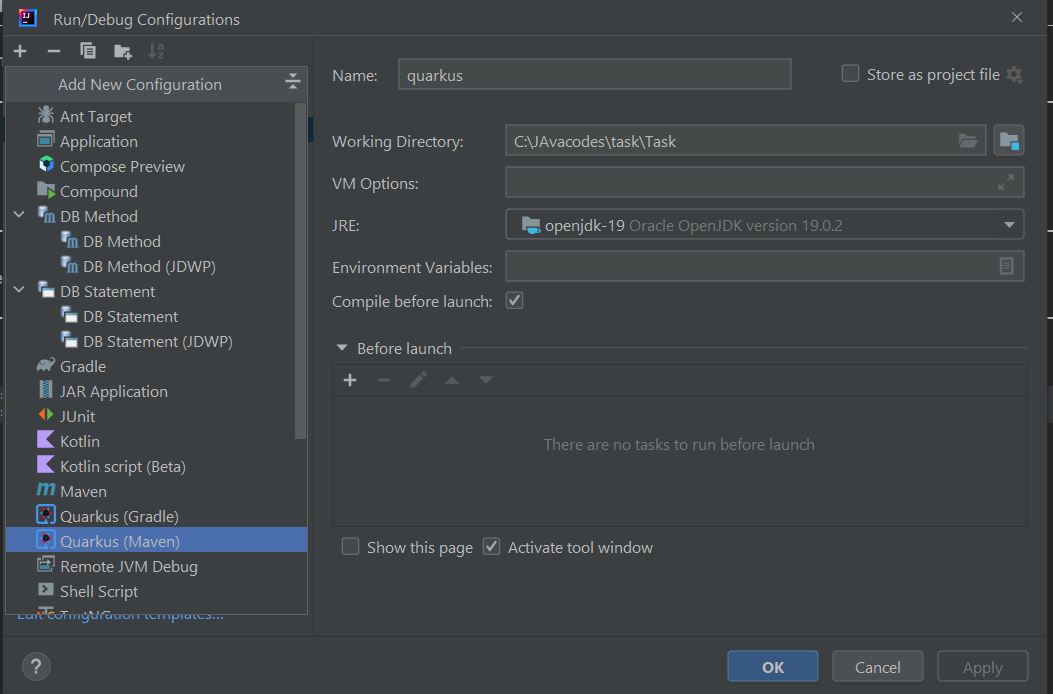 Run/Debug Configurations
Add New Configuration
Ant Target
Application
Compose Preview
Compound
DB Method
DB Method
DB Method (JDWP)
DB Statement
DB Statement
DB Statement (JDWP)
Gradle
JAR Application
JUnit
Kotlin
Kotlin script (Beta)
Maven
Quarkus (Gradle)
Quarkus (Maven)
Remote JVM Debug
Shell Script
Edit configuration templates...
Name: quarkus
Store as project file
Working Directory: C:\JAvacodes\task\Task
VM Options:
JRE: openjdk-19 Oracle OpenJDK version 19.0.2
Environment Variables:
Compile before launch:
Before launch
There are no tasks to run before launch
Show this page
Activate tool window
? OK Cancel Apply